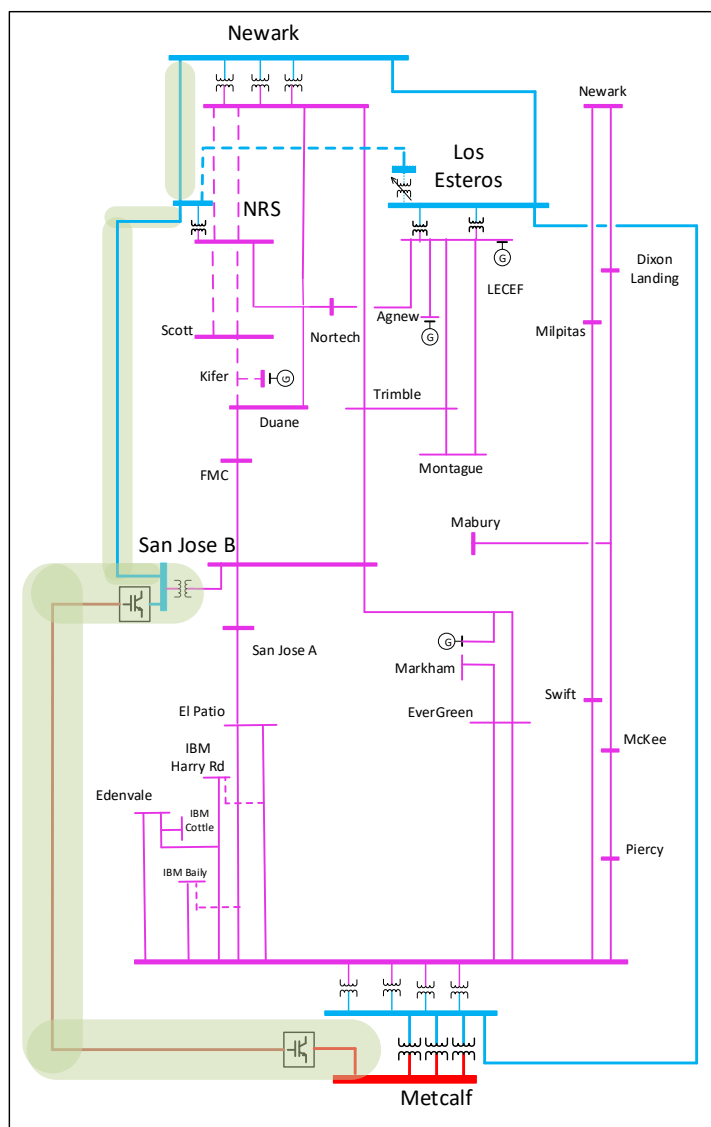 Newark
Newark
Los
Esteros
NRS
Dixon
Landing
LECEF
G
Agnew
G
Nortech
Milpitas
Scott
Kifer
G
Trimble
Duane
Montague
FMC
Mabury
San Jose B
San Jose A
G
Markham
Swift
El Patio
EverGreen
IBM
Harry Rd
McKee
Edenvale
IBM
Cottle
Piercy
IBM Baily
Metcalf